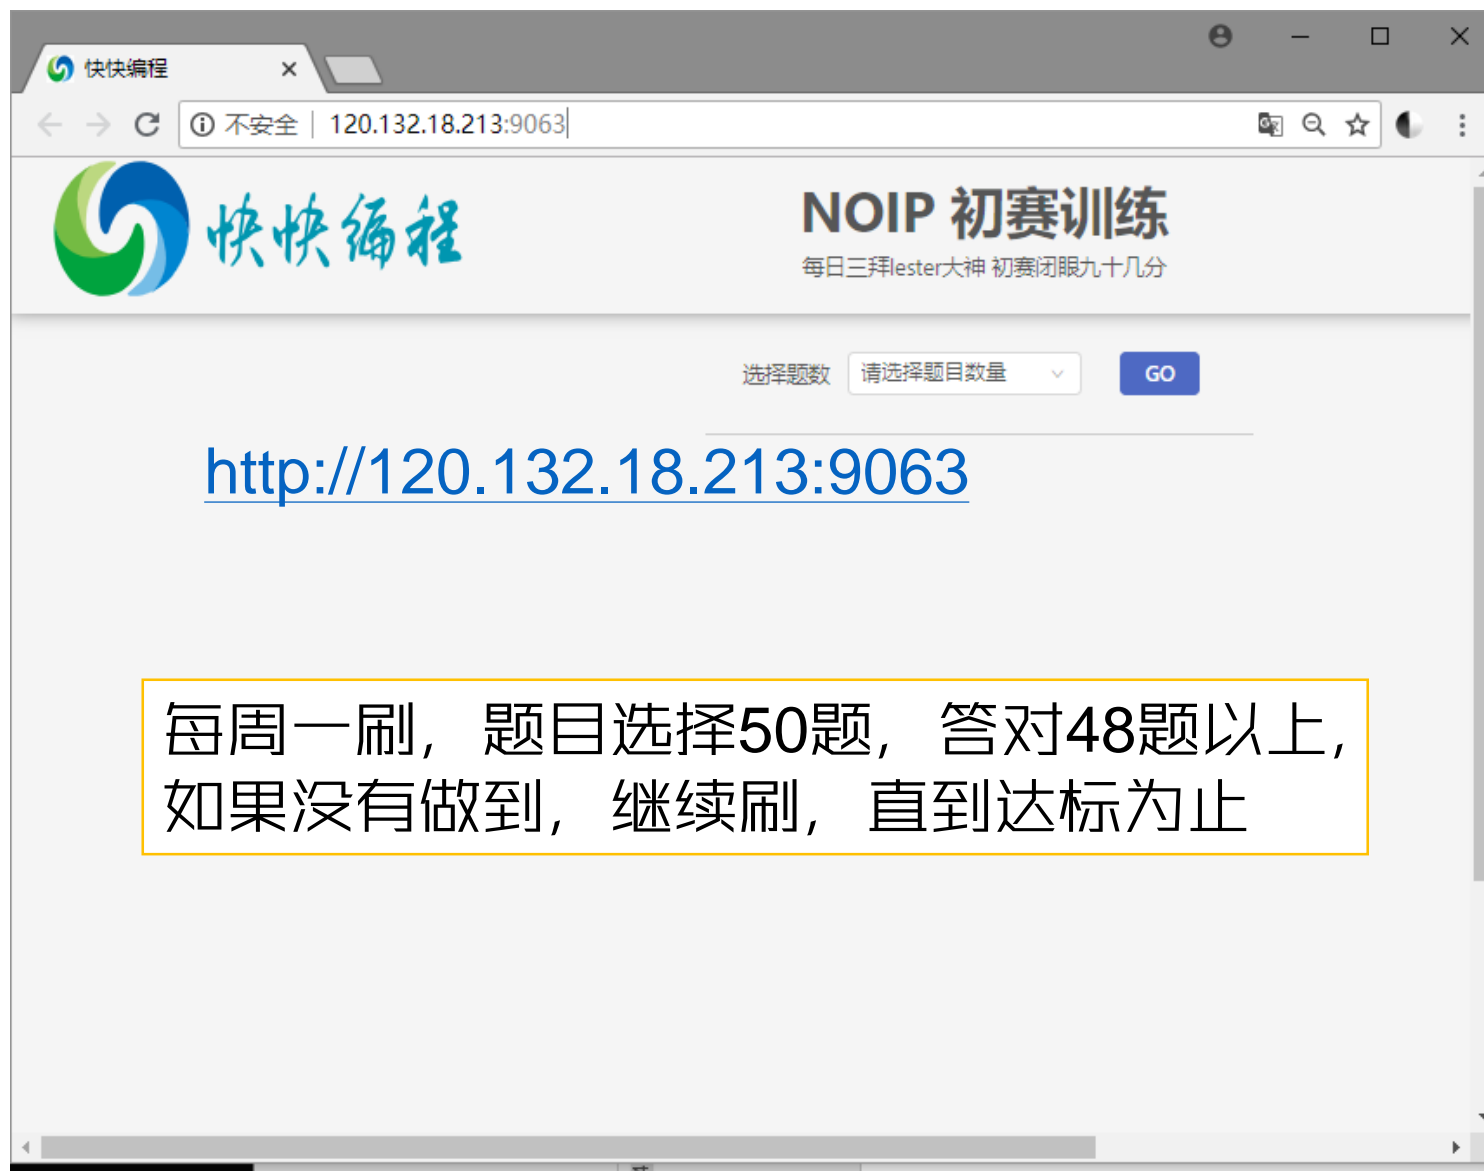 快快编程
不安全 | 120.132.18.213:9063
快快编程
NOIP 初赛训练
每日三拜lester大神 初赛闭眼九十几分
选择题数 请选择题目数量 GO
http://120.132.18.213:9063
每周一刷，题目选择50题，答对48题以上，
如果没有做到，继续刷，直到达标为止